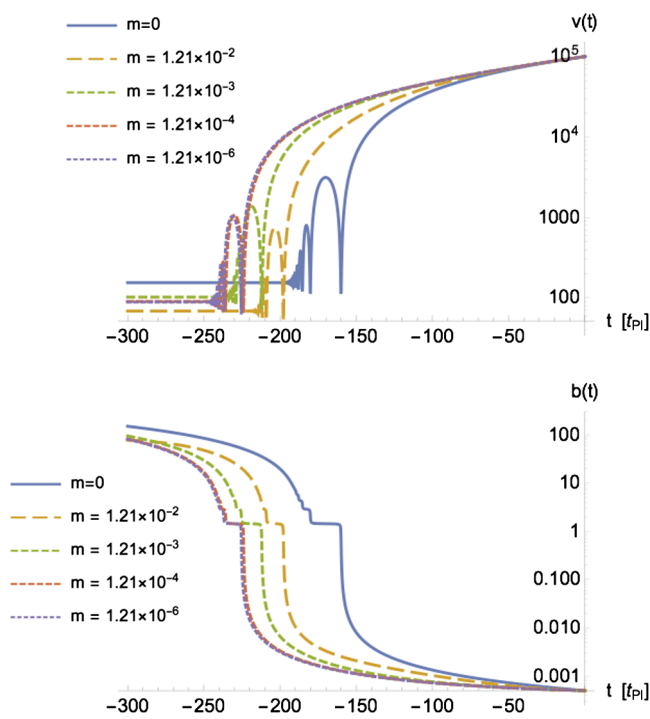 v(t)
m=0
m = 1.21×10⁻²
m = 1.21×10⁻³
m = 1.21×10⁻⁴
m = 1.21×10⁻⁶
10⁵
10⁴
1000
100
−300 −250 −200 −150 −100 −50
t [tPl]
b(t)
100
10
1
0.100
0.010
0.001
m=0
m = 1.21×10⁻²
m = 1.21×10⁻³
m = 1.21×10⁻⁴
m = 1.21×10⁻⁶
t [tPl]
−300 −250 −200 −150 −100 −50